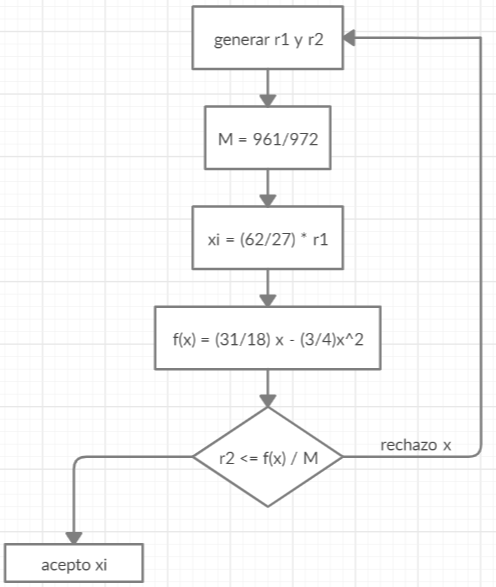 generar r1 y r2
M = 961/972
xi = (62/27) * r1
f(x) = (31/18) x - (3/4)x^2
rechazo x
r2 <= f(x) / M
acepto xi